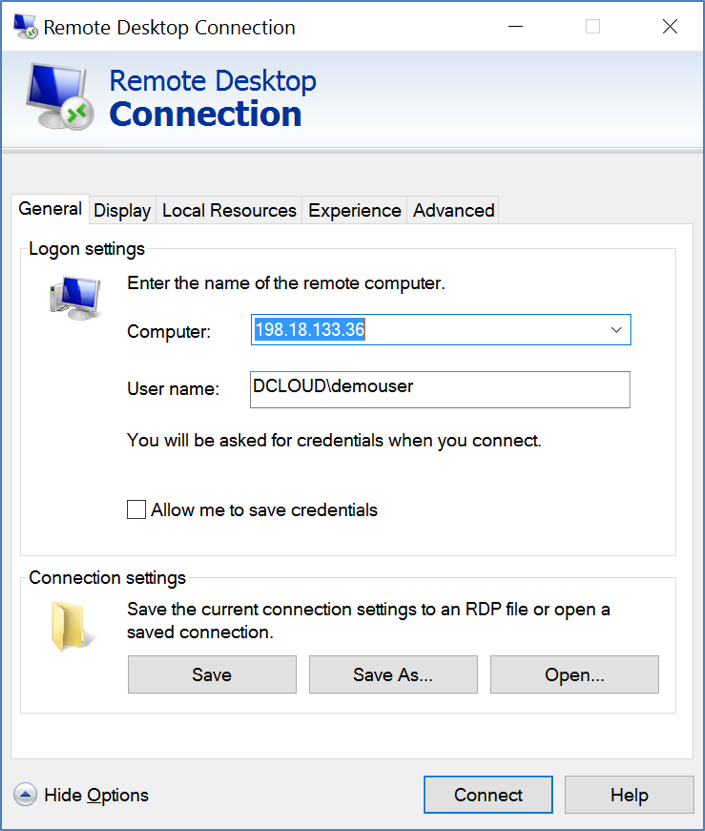 Remote Desktop Connection
Remote Desktop
Connection
General Display Local Resources Experience Advanced
Logon settings
Enter the name of the remote computer.
Computer: 198.18.133.36
User name: DCLOUD\demouser
You will be asked for credentials when you connect.
Allow me to save credentials
Connection settings
Save the current connection settings to an RDP file or open a
saved connection.
Save Save As... Open...
Hide Options Connect Help